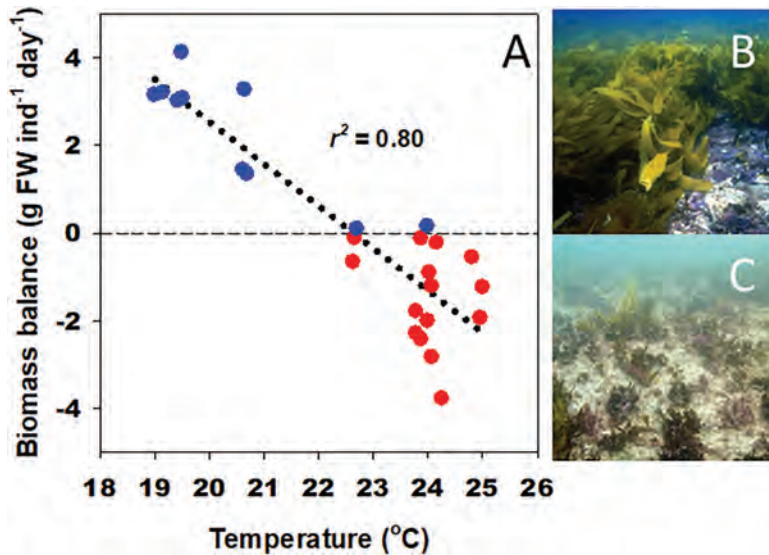 A
B
C
r² = 0.80
Biomass balance (g FW ind⁻¹ day⁻¹)
4
2
0
-2
-4
18 19 20 21 22 23 24 25 26
Temperature (°C)